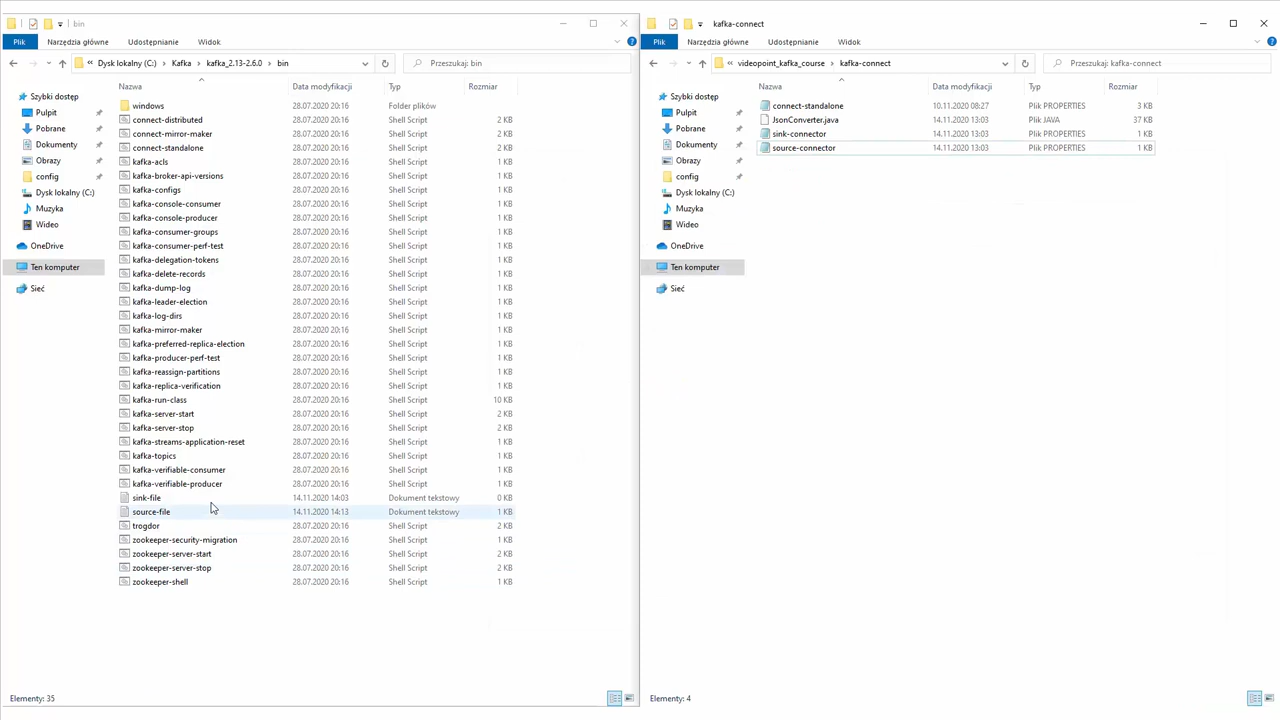 bin
Plik Narzędzia główne Udostępnianie Widok
« Dysk lokalny (C:) › Kafka › kafka_2.13-2.6.0 › bin
Przeszukaj: bin
Nazwa Data modyfikacji Typ Rozmiar
Szybki dostęp
Pulpit
Pobrane
Dokumenty
Obrazy
config
Dysk lokalny (C:)
Muzyka
Wideo
OneDrive
Ten komputer
Sieć
windows 28.07.2020 20:16 Folder plików
connect-distributed 28.07.2020 20:16 Shell Script 2 KB
connect-mirror-maker 28.07.2020 20:16 Shell Script 2 KB
connect-standalone 28.07.2020 20:16 Shell Script 2 KB
kafka-acls 28.07.2020 20:16 Shell Script 1 KB
kafka-broker-api-versions 28.07.2020 20:16 Shell Script 1 KB
kafka-configs 28.07.2020 20:16 Shell Script 1 KB
kafka-console-consumer 28.07.2020 20:16 Shell Script 1 KB
kafka-console-producer 28.07.2020 20:16 Shell Script 1 KB
kafka-consumer-groups 28.07.2020 20:16 Shell Script 1 KB
kafka-consumer-perf-test 28.07.2020 20:16 Shell Script 1 KB
kafka-delegation-tokens 28.07.2020 20:16 Shell Script 1 KB
kafka-delete-records 28.07.2020 20:16 Shell Script 1 KB
kafka-dump-log 28.07.2020 20:16 Shell Script 1 KB
kafka-leader-election 28.07.2020 20:16 Shell Script 1 KB
kafka-log-dirs 28.07.2020 20:16 Shell Script 1 KB
kafka-mirror-maker 28.07.2020 20:16 Shell Script 1 KB
kafka-preferred-replica-election 28.07.2020 20:16 Shell Script 1 KB
kafka-producer-perf-test 28.07.2020 20:16 Shell Script 1 KB
kafka-reassign-partitions 28.07.2020 20:16 Shell Script 1 KB
kafka-replica-verification 28.07.2020 20:16 Shell Script 1 KB
kafka-run-class 28.07.2020 20:16 Shell Script 10 KB
kafka-server-start 28.07.2020 20:16 Shell Script 2 KB
kafka-server-stop 28.07.2020 20:16 Shell Script 2 KB
kafka-streams-application-reset 28.07.2020 20:16 Shell Script 1 KB
kafka-topics 28.07.2020 20:16 Shell Script 1 KB
kafka-verifiable-consumer 28.07.2020 20:16 Shell Script 1 KB
kafka-verifiable-producer 28.07.2020 20:16 Shell Script 1 KB
sink-file 14.11.2020 14:03 Dokument tekstowy 0 KB
source-file 14.11.2020 14:13 Dokument tekstowy 1 KB
trogdor 28.07.2020 20:16 Shell Script 2 KB
zookeeper-security-migration 28.07.2020 20:16 Shell Script 1 KB
zookeeper-server-start 28.07.2020 20:16 Shell Script 2 KB
zookeeper-server-stop 28.07.2020 20:16 Shell Script 2 KB
zookeeper-shell 28.07.2020 20:16 Shell Script 1 KB
Elementy: 35
kafka-connect
Plik Narzędzia główne Udostępnianie Widok
« videopoint_kafka_course › kafka-connect
Przeszukaj: kafka-connect
Nazwa Data modyfikacji Typ Rozmiar
Szybki dostęp
Pulpit
Pobrane
Dokumenty
Obrazy
config
Dysk lokalny (C:)
Muzyka
Wideo
OneDrive
Ten komputer
Sieć
connect-standalone 10.11.2020 08:27 Plik PROPERTIES 3 KB
JsonConverter.java 14.11.2020 13:03 Plik JAVA 37 KB
sink-connector 14.11.2020 13:03 Plik PROPERTIES 1 KB
source-connector 14.11.2020 13:03 Plik PROPERTIES 1 KB
Elementy: 4